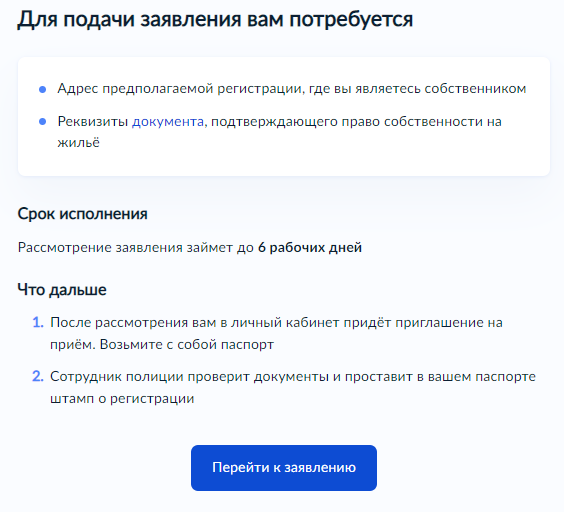 Для подачи заявления вам потребуется
Адрес предполагаемой регистрации, где вы являетесь собственником
Реквизиты документа, подтверждающего право собственности на
жильё
Срок исполнения
Рассмотрение заявления займет до 6 рабочих дней
Что дальше
1. После рассмотрения вам в личный кабинет придёт приглашение на
приём. Возьмите с собой паспорт
2. Сотрудник полиции проверит документы и проставит в вашем паспорте
штамп о регистрации
Перейти к заявлению